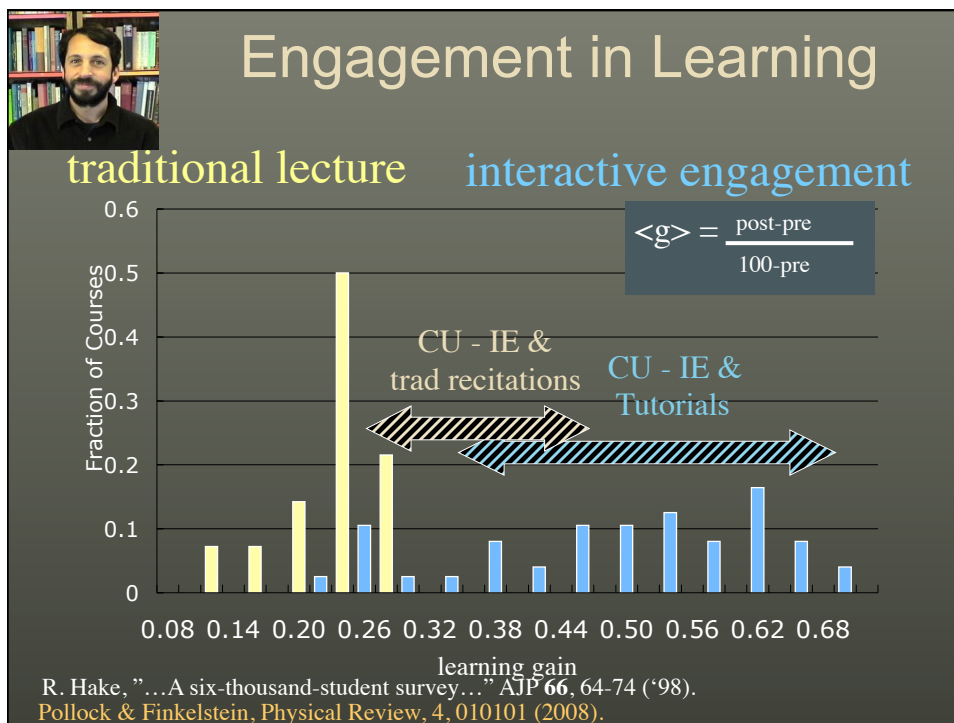 Engagement in Learning
traditional lecture
interactive engagement
<g> = post-pre
100-pre
0.6
0.5
0.4
0.3
0.2
0.1
0
Fraction of Courses
CU - IE &
trad recitations
CU - IE &
Tutorials
0.08 0.14 0.20 0.26 0.32 0.38 0.44 0.50 0.56 0.62 0.68
learning gain
R. Hake, ”…A six-thousand-student survey…” AJP 66, 64-74 (‘98).
Pollock & Finkelstein, Physical Review, 4, 010101 (2008).